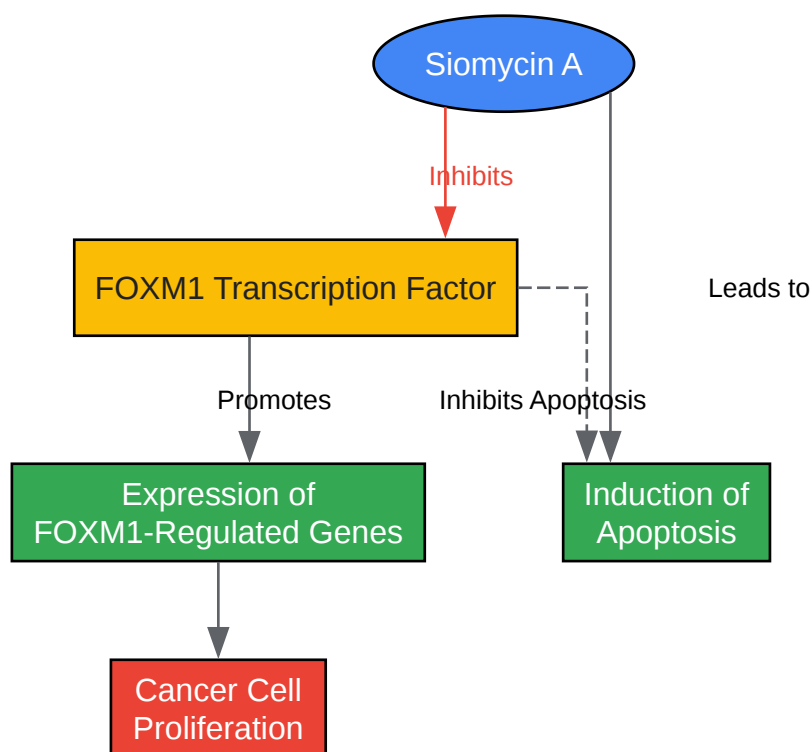 Siomycin A
Inhibits
FOXM1 Transcription Factor
Leads to
Promotes
Inhibits Apoptosis
Expression of
FOXM1-Regulated Genes
Induction of
Apoptosis
Cancer Cell
Proliferation